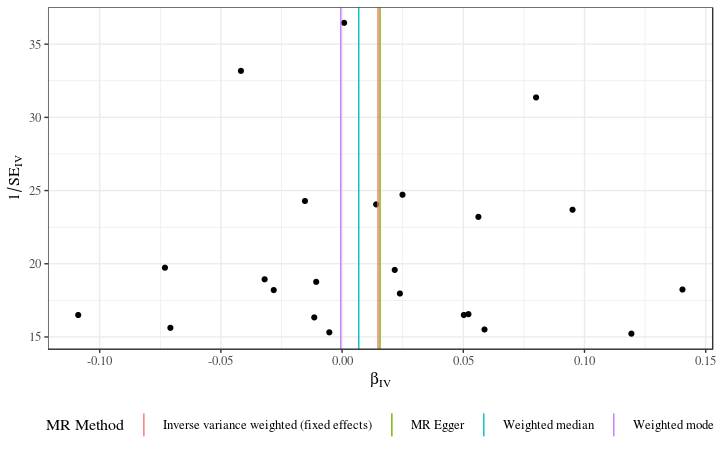 35
30
25
20
15
1/SE_IV
-0.10 -0.05 0.00 0.05 0.10 0.15
β_IV
MR Method Inverse variance weighted (fixed effects) MR Egger Weighted median Weighted mode